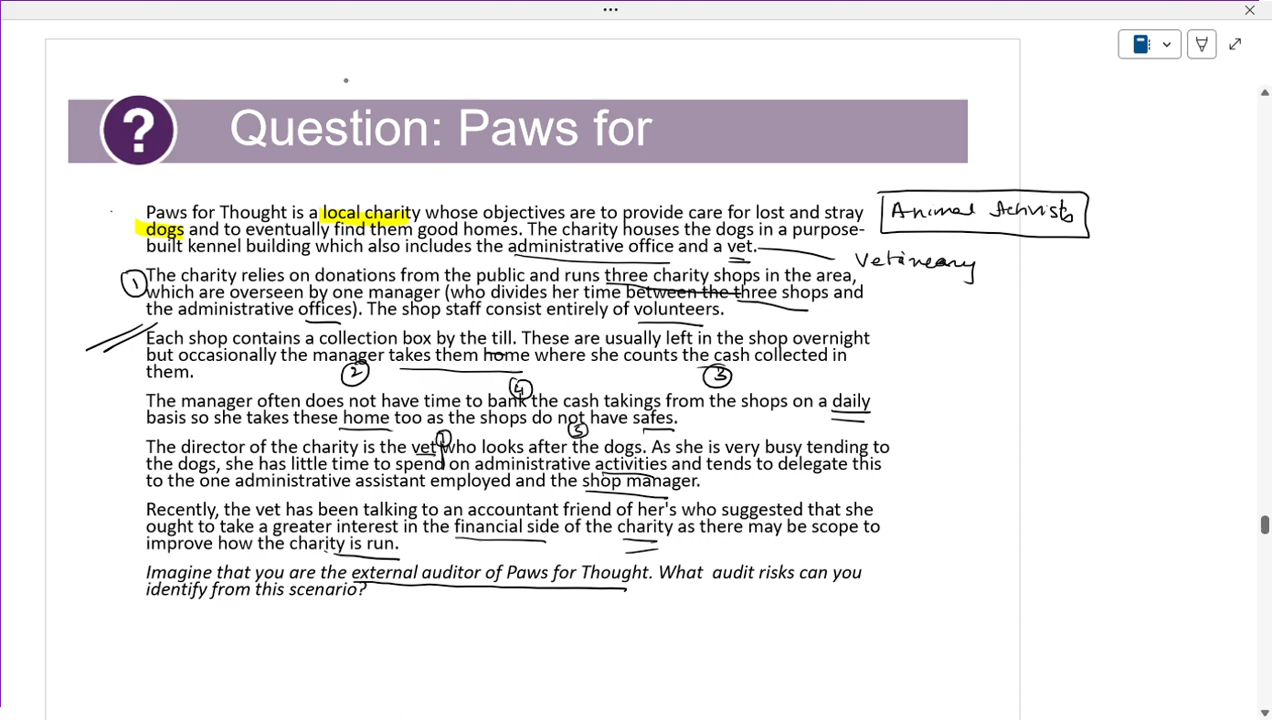 ?
Question: Paws for
Paws for Thought is a local charity whose objectives are to provide care for lost and stray
dogs and to eventually find them good homes. The charity houses the dogs in a purpose-
built kennel building which also includes the administrative office and a vet.
Animal Activists
Vetineary
1
The charity relies on donations from the public and runs three charity shops in the area,
which are overseen by one manager (who divides her time between the three shops and
the administrative offices). The shop staff consist entirely of volunteers.
Each shop contains a collection box by the till. These are usually left in the shop overnight
but occasionally the manager takes them home where she counts the cash collected in
them.
2
3
4
The manager often does not have time to bank the cash takings from the shops on a daily
basis so she takes these home too as the shops do not have safes.
The director of the charity is the vet who looks after the dogs. As she is very busy tending to
the dogs, she has little time to spend on administrative activities and tends to delegate this
to the one administrative assistant employed and the shop manager.
Recently, the vet has been talking to an accountant friend of her's who suggested that she
ought to take a greater interest in the financial side of the charity as there may be scope to
improve how the charity is run.
Imagine that you are the external auditor of Paws for Thought. What audit risks can you
identify from this scenario?